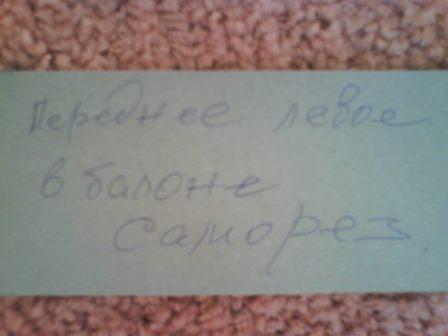 Переднее левое
в балоне
саморез.